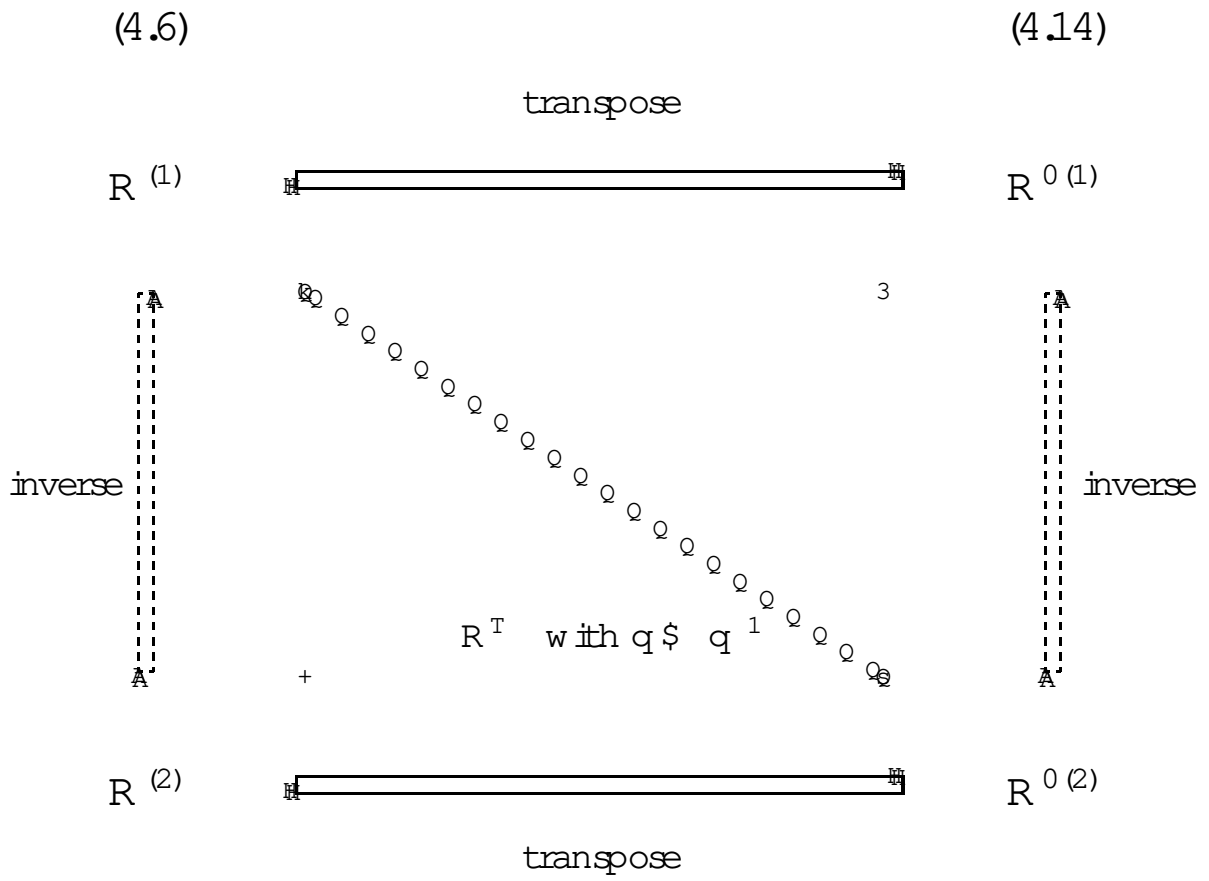 (4.6) (4.14)
transpose
R (1) R 0 (1)
inverse inverse
R T with q $ q 1
R (2) R 0 (2)
transpose